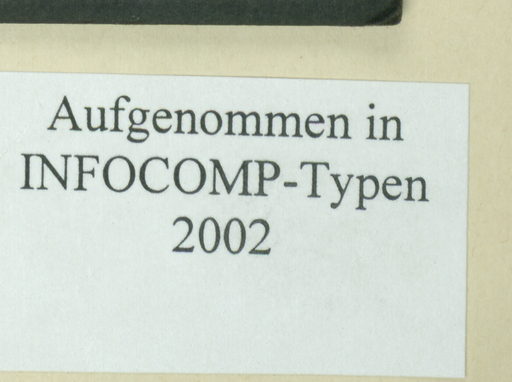 Aufgenommen in
INFOCOMP-Typen
2002